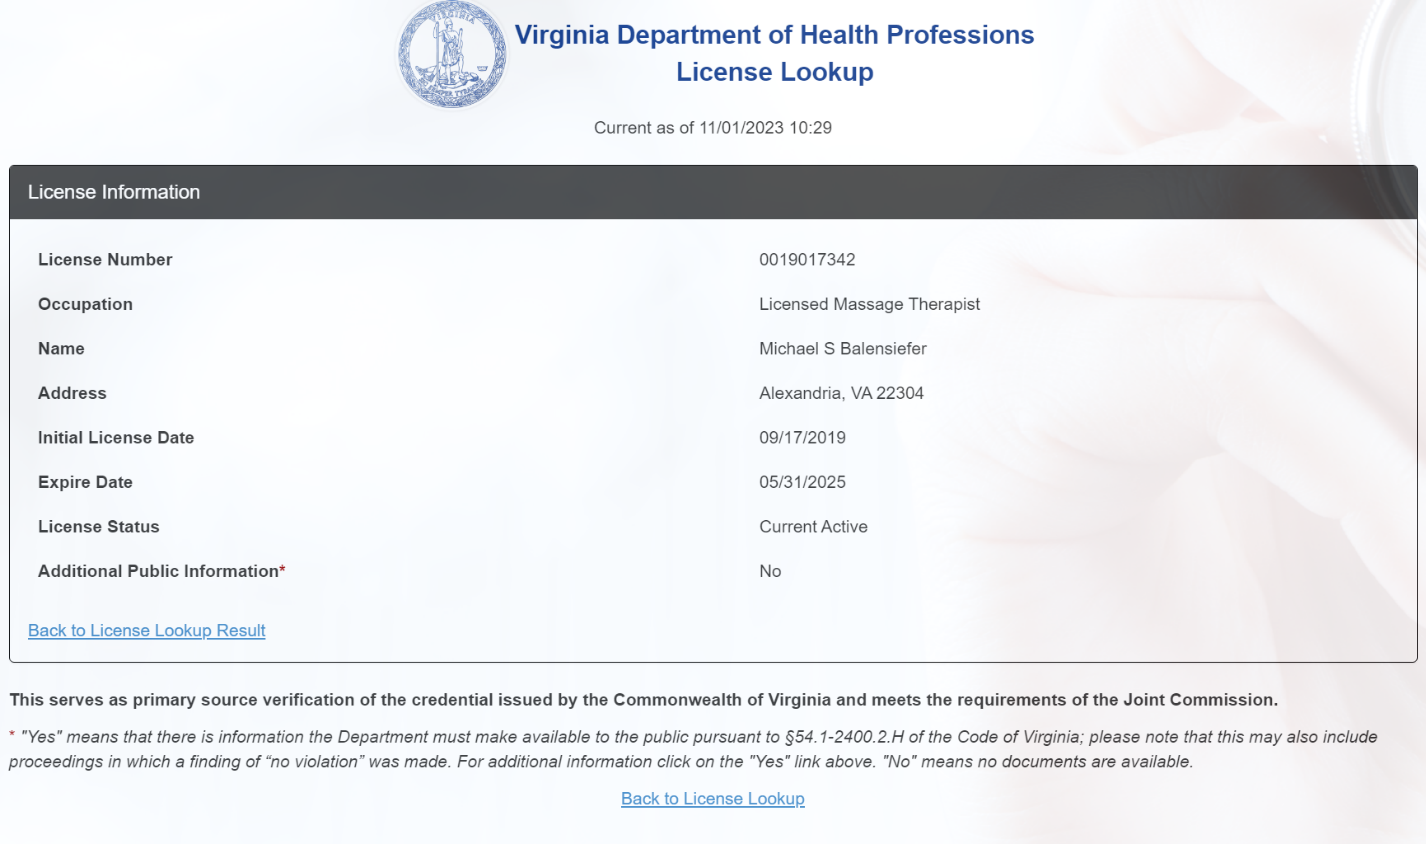 VIRGINIA
Virginia Department of Health Professions
License Lookup
Current as of 11/01/2023 10:29
License Information
License Number 0019017342
Occupation Licensed Massage Therapist
Name Michael S Balensiefer
Address Alexandria, VA 22304
Initial License Date 09/17/2019
Expire Date 05/31/2025
License Status Current Active
Additional Public Information* No
Back to License Lookup Result
This serves as primary source verification of the credential issued by the Commonwealth of Virginia and meets the requirements of the Joint Commission.
* "Yes" means that there is information the Department must make available to the public pursuant to §54.1-2400.2.H of the Code of Virginia; please note that this may also include
proceedings in which a finding of “no violation” was made. For additional information click on the "Yes" link above. "No" means no documents are available.
Back to License Lookup